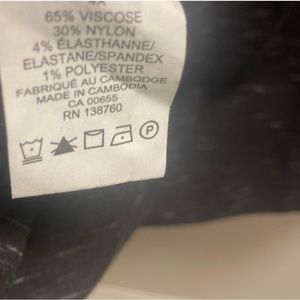 4X
65% VISCOSE
30% NYLON
4% ÉLASTHANNE/
ELASTANE/SPANDEX
1% POLYESTER
FABRIQUÉ AU CAMBODGE
MADE IN CAMBODIA
CA 00655
RN 138760
P